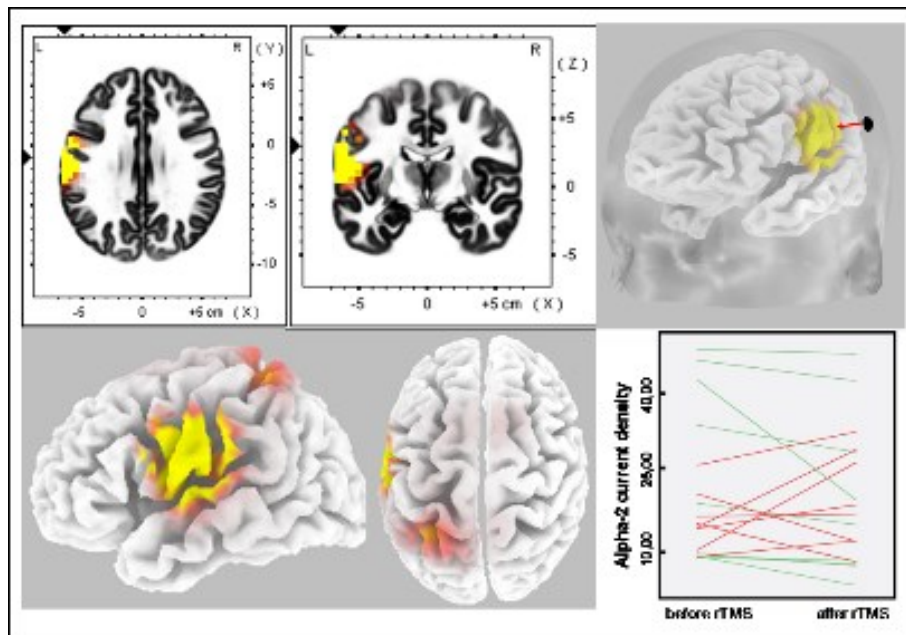 L R (Y)
+5
0
-5
-10
-5 0 +5 cm (X)
L R
(Z)
+5
0
-5
-5 0 +5 cm (X)
Alpha-2 current density
40,00
25,00
10,00
before rTMS after rTMS